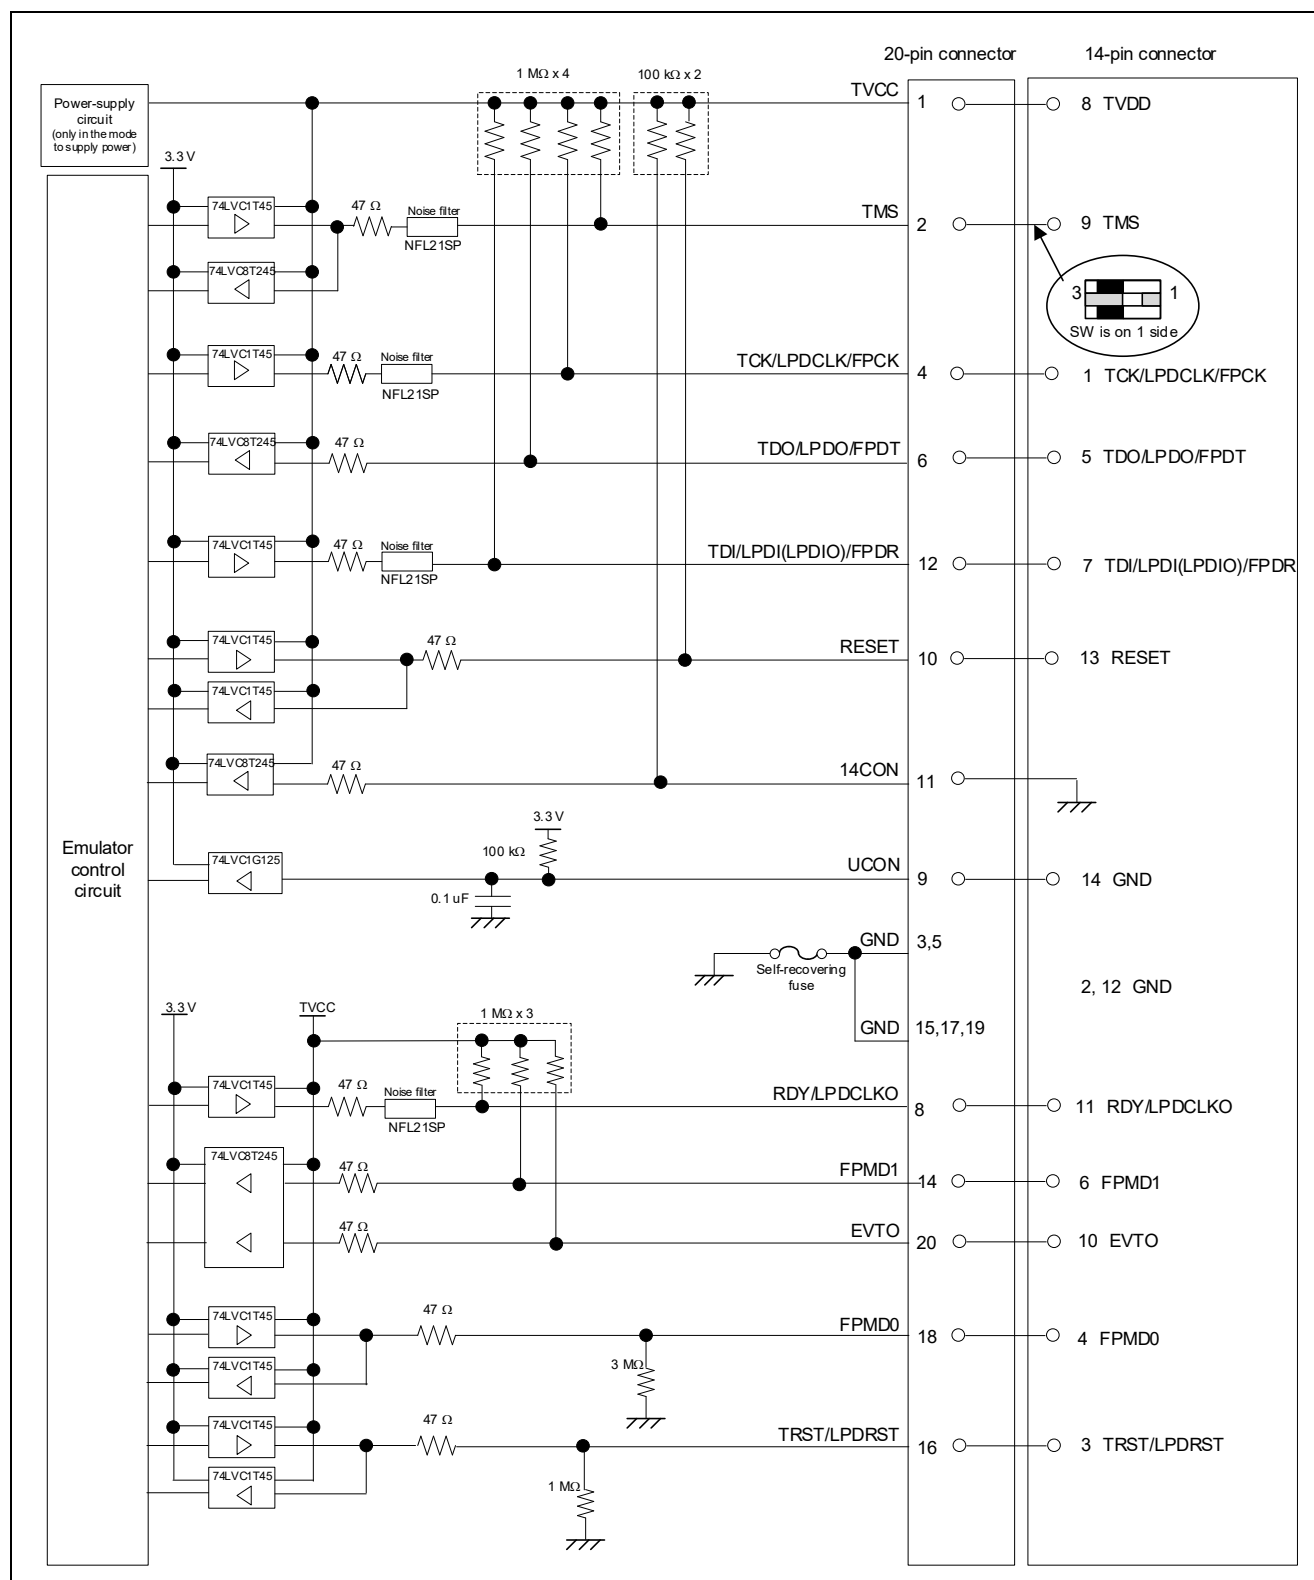 20-pin connector
14-pin connector
1 MΩ x 4
100 kΩ x 2
TVCC
1
8 TVDD
Power-supply
circuit
(only in the mode
to supply power)
3.3 V
74LVC1T45
47 Ω
Noise filter
NFL21SP
TMS
2
9 TMS
74LVC8T245
3
1
SW is on 1 side
74LVC1T45
47 Ω
Noise filter
NFL21SP
TCK/LPDCLK/FPCK
4
1 TCK/LPDCLK/FPCK
74LVC8T245
47 Ω
TDO/LPDO/FPDT
6
5 TDO/LPDO/FPDT
74LVC1T45
47 Ω
Noise filter
NFL21SP
TDI/LPDI(LPDIO)/FPDR
12
7 TDI/LPDI(LPDIO)/FPDR
74LVC1T45
47 Ω
RESET
10
13 RESET
74LVC1T45
74LVC8T245
47 Ω
14CON
11
3.3 V
Emulator
control
circuit
74LVC1G125
100 kΩ
0.1 uF
UCON
9
14 GND
GND
3,5
Self-recovering
fuse
2, 12 GND
GND
15,17,19
3.3 V
TVCC
1 MΩ x 3
74LVC1T45
47 Ω
Noise filter
NFL21SP
RDY/LPDCLKO
8
11 RDY/LPDCLKO
74LVC8T245
47 Ω
FPMD1
14
6 FPMD1
47 Ω
EVTO
20
10 EVTO
74LVC1T45
47 Ω
FPMD0
18
4 FPMD0
74LVC1T45
3 MΩ
74LVC1T45
47 Ω
TRST/LPDRST
16
3 TRST/LPDRST
74LVC1T45
1 MΩ